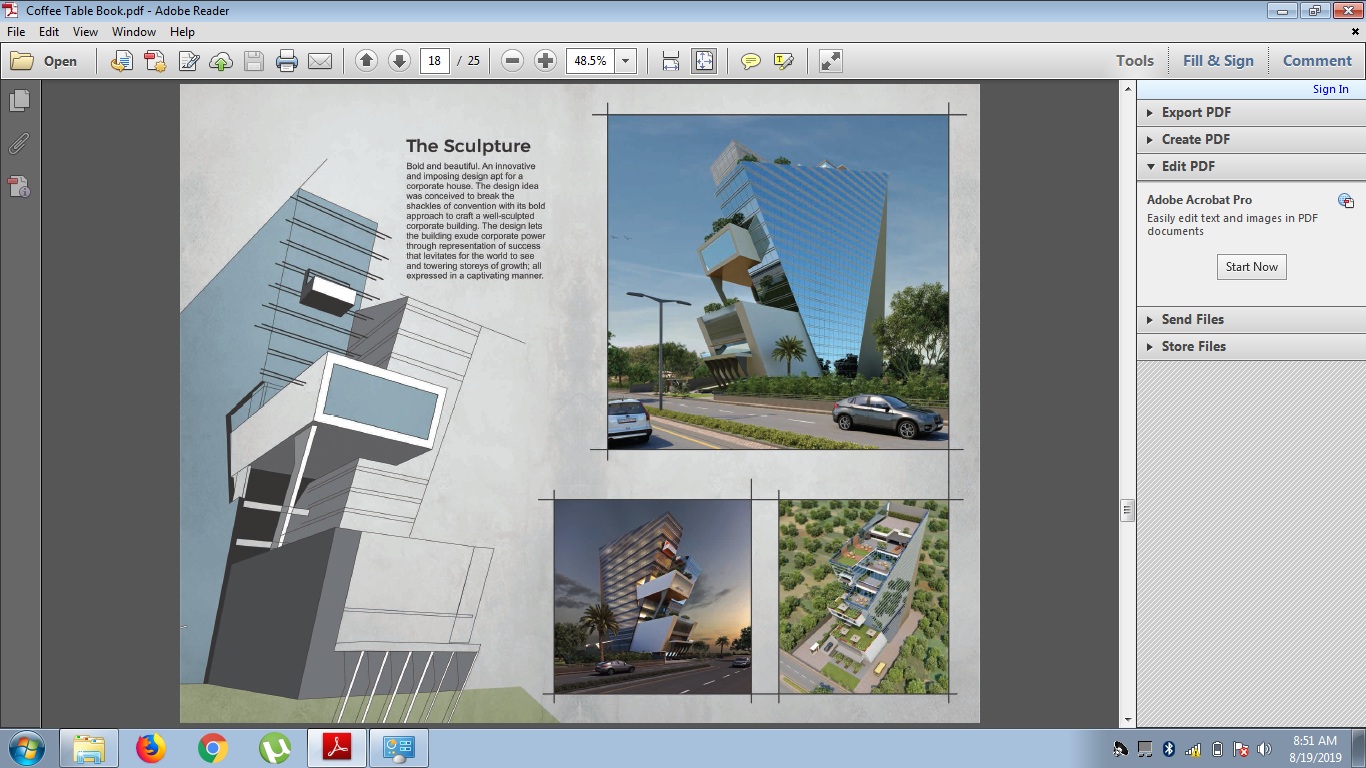 Coffee Table Book.pdf - Adobe Reader
File Edit View Window Help
Open 18 / 25 48.5% Tools Fill & Sign Comment
Sign In
Export PDF
Create PDF
Edit PDF
Adobe Acrobat Pro
Easily edit text and images in PDF
documents
Start Now
Send Files
Store Files
The Sculpture
Bold and beautiful. An innovative
and imposing design apt for a
corporate house. The design idea
was conceived to break the
shackles of convention with its bold
approach to craft a well-sculpted
corporate building. The design lets
the building exude corporate power
through representation of success
that levitates for the world to see
and towering storeys of growth; all
expressed in a captivating manner.
8:51 AM
8/19/2019